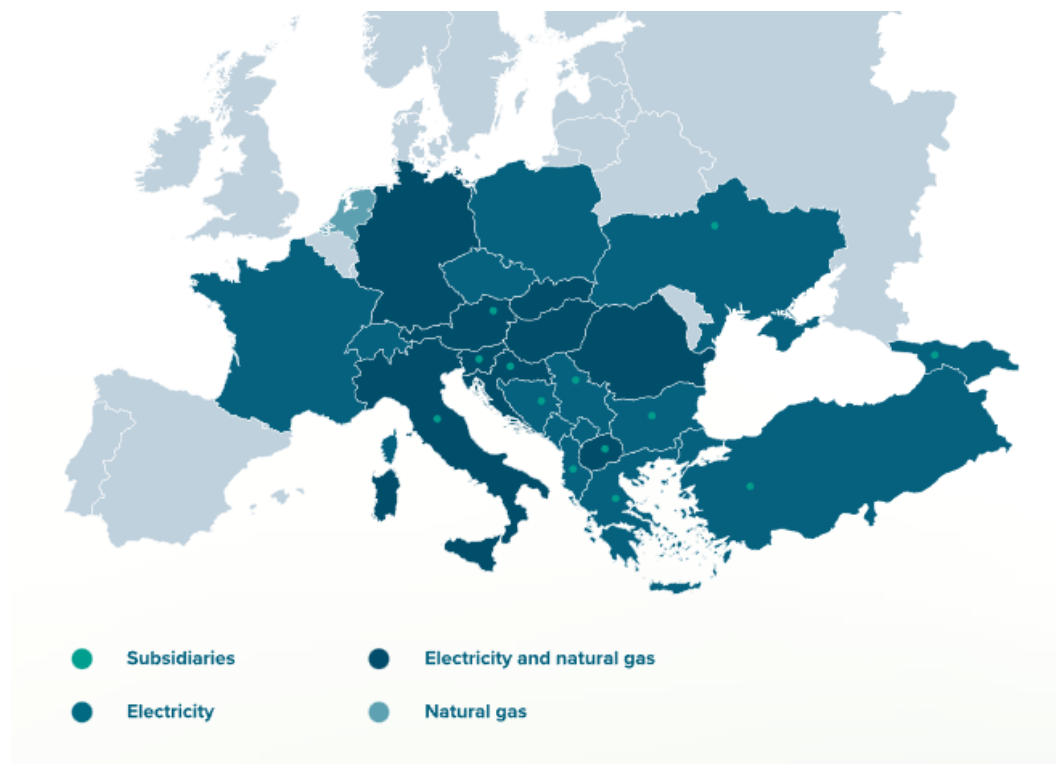 Subsidiaries
Electricity and natural gas
Electricity
Natural gas